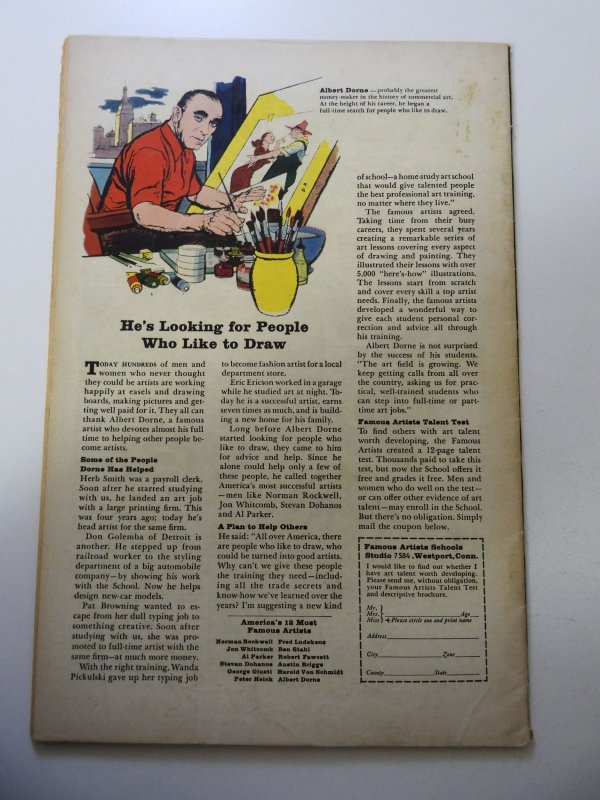 Albert Dorne — probably the greatest
money-maker in the history of commercial art.
At the height of his career, he began a
full-time search for people who like to draw.
He's Looking for People
Who Like to Draw
TODAY HUNDREDS of men and
women who never thought
they could be artists are working
happily at easels and drawing
boards, making pictures and get-
ting well paid for it. They all can
thank Albert Dorne, a famous
artist who devotes almost his full
time to helping other people be-
come artists.
Some of the People
Dorne Has Helped
Herb Smith was a payroll clerk.
Soon after he started studying
with us, he landed an art job
with a large printing firm. This
was four years ago; today he's
head artist for the same firm.
Don Golemba of Detroit is
another. He stepped up from
railroad worker to the styling
department of a big automobile
company—by showing his work
with the School. Now he helps
design new-car models.
Pat Browning wanted to es-
cape from her dull typing job to
something creative. Soon after
studying with us, she was pro-
moted to full-time artist with the
same firm—at much more money.
With the right training, Wanda
Pickulski gave up her typing job
to become fashion artist for a local
department store.
Eric Ericson worked in a garage
while he studied art at night. To-
day he is a successful artist, earns
seven times as much, and is build-
ing a new home for his family.
Long before Albert Dorne
started looking for people who
like to draw, they came to him
for advice and help. Since he
alone could help only a few of
these people, he called together
America's most successful artists
—men like Norman Rockwell,
Jon Whitcomb, Stevan Dohanos
and Al Parker.
A Plan to Help Others
He said: "All over America, there
are people who like to draw, who
could be turned into good artists.
Why can't we give these people
the training they need—includ-
ing all the trade secrets and
know-how we've learned over the
years? I'm suggesting a new kind
America's 12 Most
Famous Artists
Norman Rockwell Fred Ludekens
Jon Whitcomb Ben Stahl
Al Parker Robert Fawcett
Stevan Dohanos Austin Briggs
George Giusti Harold Von Schmidt
Peter Helck Albert Dorne
of school—a home-study art school
that would give talented people
the best professional art training,
no matter where they live."
The famous artists agreed.
Taking time from their busy
careers, they spent several years
creating a remarkable series of
art lessons covering every aspect
of drawing and painting. They
illustrated their lessons with over
5,000 "here's-how" illustrations.
The lessons start from scratch
and cover every skill a top artist
needs. Finally, the famous artists
developed a wonderful way to
give each student personal cor-
rection and advice all through
his training.
Albert Dorne is not surprised
by the success of his students.
"The art field is growing. We
keep getting calls from all over
the country, asking us for prac-
tical, well-trained students who
can step into full-time or part-
time art jobs."
Famous Artists Talent Test
To find others with art talent
worth developing, the Famous
Artists created a 12-page talent
test. Thousands paid to take this
test, but now the School offers it
free and grades it free. Men and
women who do well on the test—
or can offer other evidence of art
talent—may enroll in the School.
But there's no obligation. Simply
mail the coupon below.
Famous Artists Schools
Studio 7584, Westport, Conn.
I would like to find out whether I
have art talent worth developing.
Please send me, without obligation,
your Famous Artists Talent Test
and descriptive brochure.
Mr.
Mrs. Age
Miss Please circle one and print name
Address
City Zone
County State